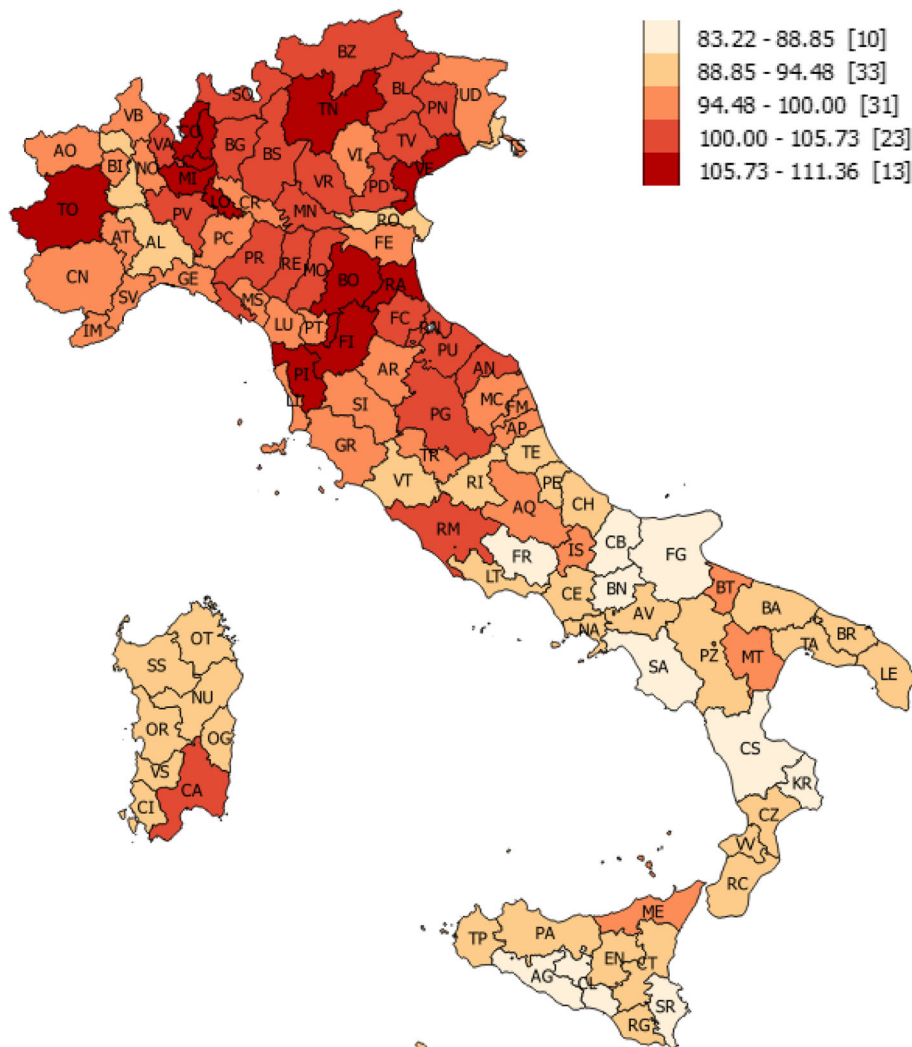 83.22 - 88.85 [10]
88.85 - 94.48 [33]
94.48 - 100.00 [31]
100.00 - 105.73 [23]
105.73 - 111.36 [13]
BZ
SO
TN
BL
PN
UD
VB
VA
CO
BG
BS
TV
AO
BI
NO
MI
VI
VE
TS
TO
LO
CR
VR
PD
PV
MN
RO
AT
AL
PC
CN
GE
PR
RE
MO
FE
SV
MS
BO
RA
IM
LU
PT
FC
RN
FI
PU
PI
AR
AN
LI
SI
PG
MC
FM
GR
AP
TR
TE
VT
RI
PE
AQ
CH
RM
FR
IS
CB
FG
LT
BN
BT
CE
AV
BA
NA
PZ
MT
TA
BR
SA
LE
OT
SS
NU
OR
OG
CS
VS
CA
KR
CI
CZ
VV
RC
ME
TP
PA
EN
CT
AG
CL
SR
RG